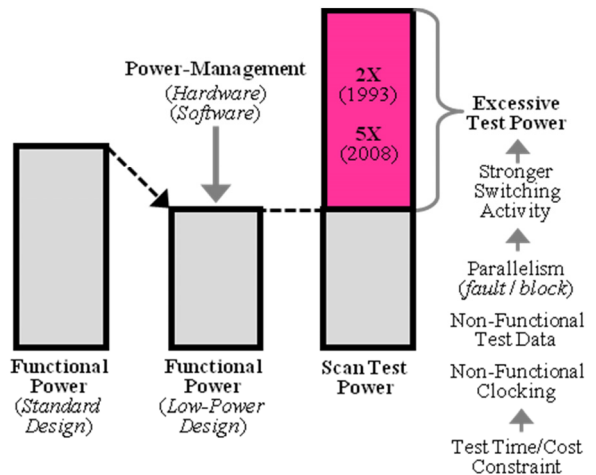 Power-Management
(Hardware)
(Software)
2X
(1993)
5X
(2008)
Excessive
Test Power
Stronger
Switching
Activity
Parallelism
(fault / block)
Non-Functional
Test Data
Non-Functional
Clocking
Test Time/Cost
Constraint
Functional
Power
(Standard
Design)
Functional
Power
(Low-Power
Design)
Scan Test
Power